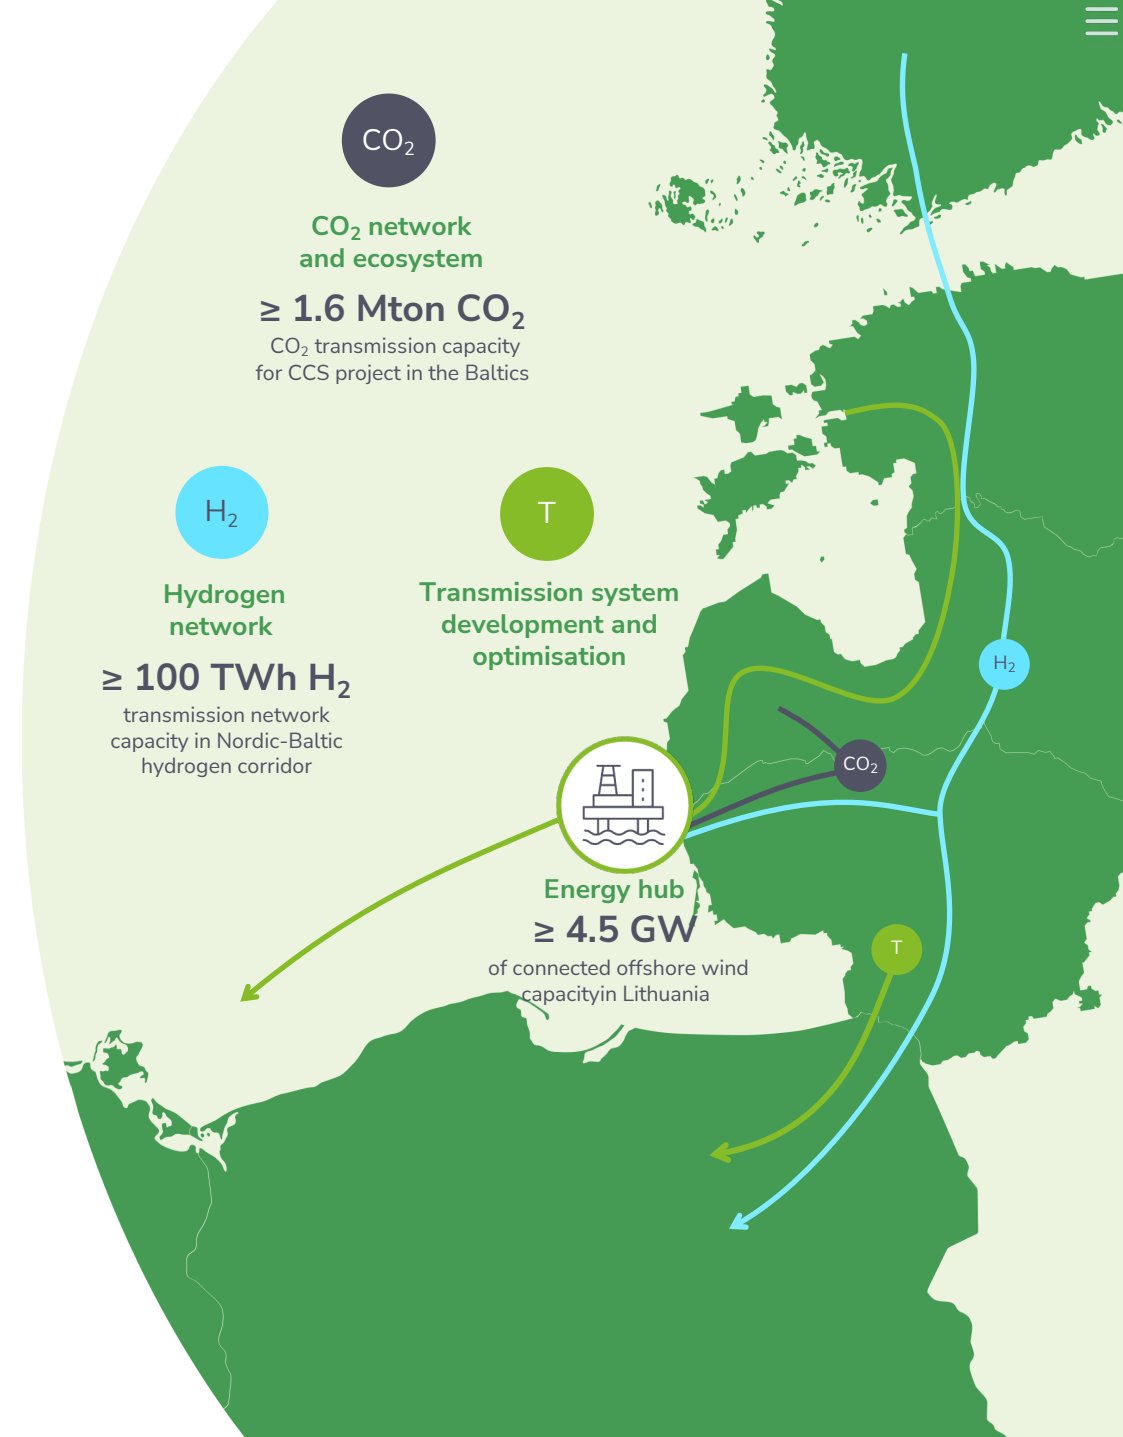 CO₂
CO₂ network
and ecosystem
≥ 1.6 Mton CO₂
CO₂ transmission capacity
for CCS project in the Baltics
H₂
Hydrogen
network
≥ 100 TWh H₂
transmission network
capacity in Nordic-Baltic
hydrogen corridor
T
Transmission system
development and
optimisation
H₂
CO₂
Energy hub
≥ 4.5 GW
of connected offshore wind
capacityin Lithuania
T